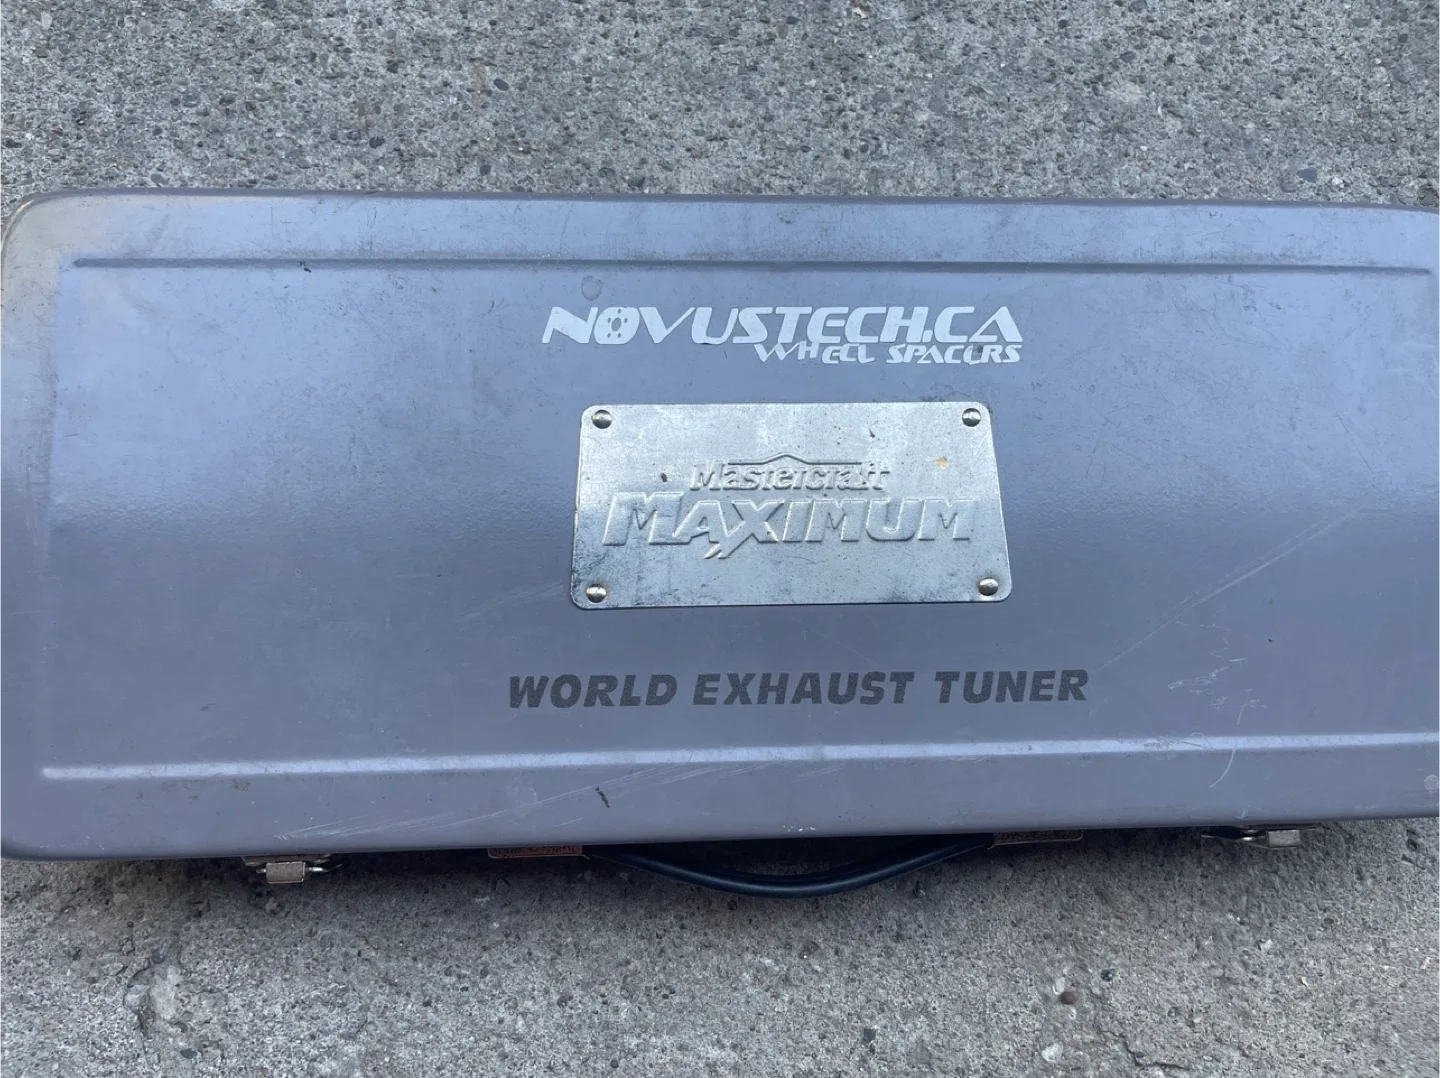 NOVUSTECH.CA
WHEEL SPACERS
Mastercraft
MAXIMUM
WORLD EXHAUST TUNER